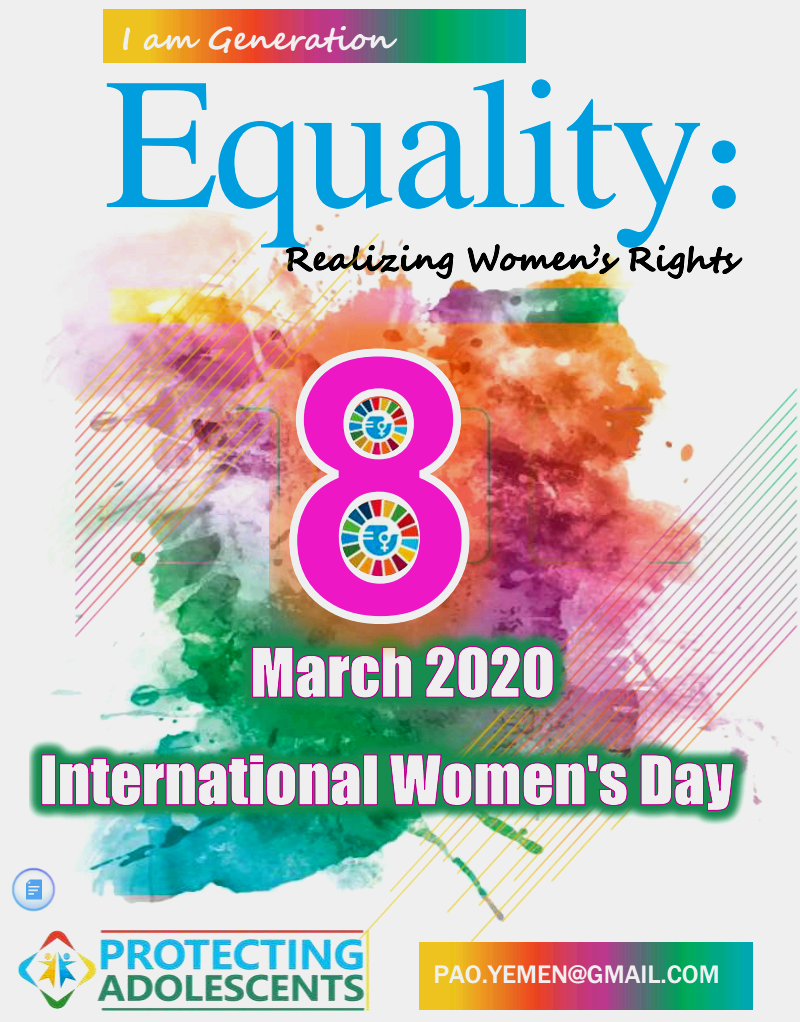 I am Generation
Equality:
Realizing Women's Rights
8
March 2020
International Women's Day
PROTECTING
ADOLESCENTS
PAO.YEMEN@GMAIL.COM